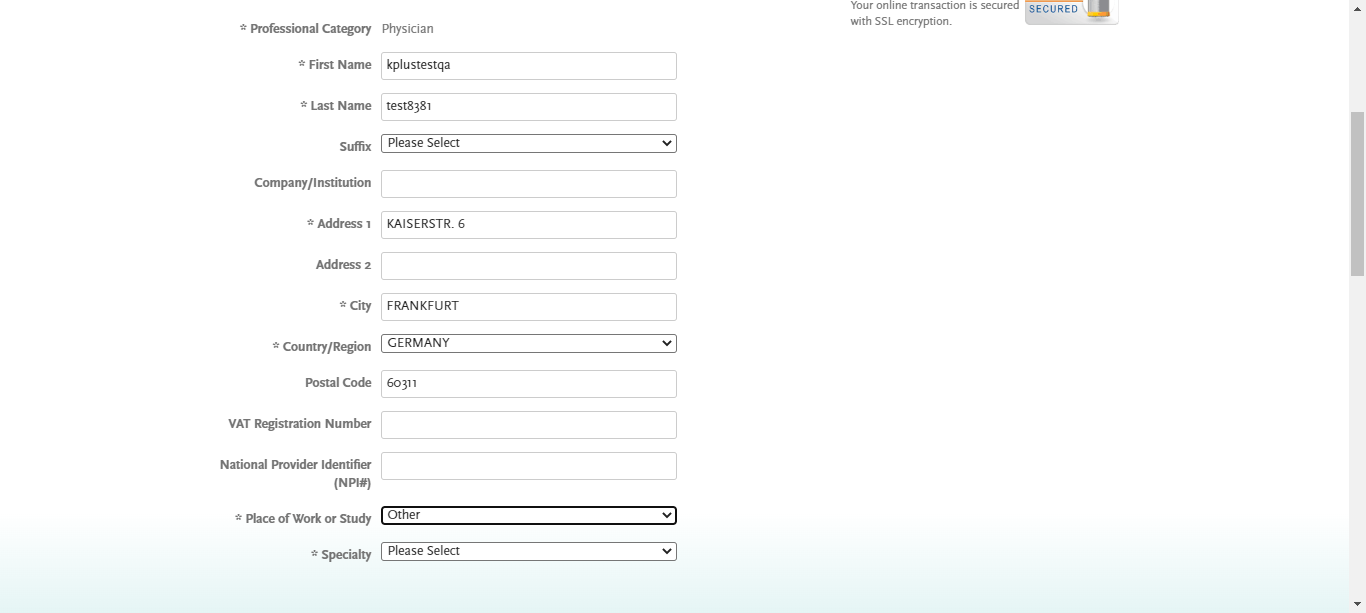 Your online transaction is secured
with SSL encryption.
SECURED
* Professional Category Physician
* First Name kplustestqa
* Last Name test8381
Suffix Please Select
Company/Institution
* Address 1 KAISERSTR. 6
Address 2
* City FRANKFURT
* Country/Region GERMANY
Postal Code 60311
VAT Registration Number
National Provider Identifier
(NPI#)
* Place of Work or Study Other
* Specialty Please Select